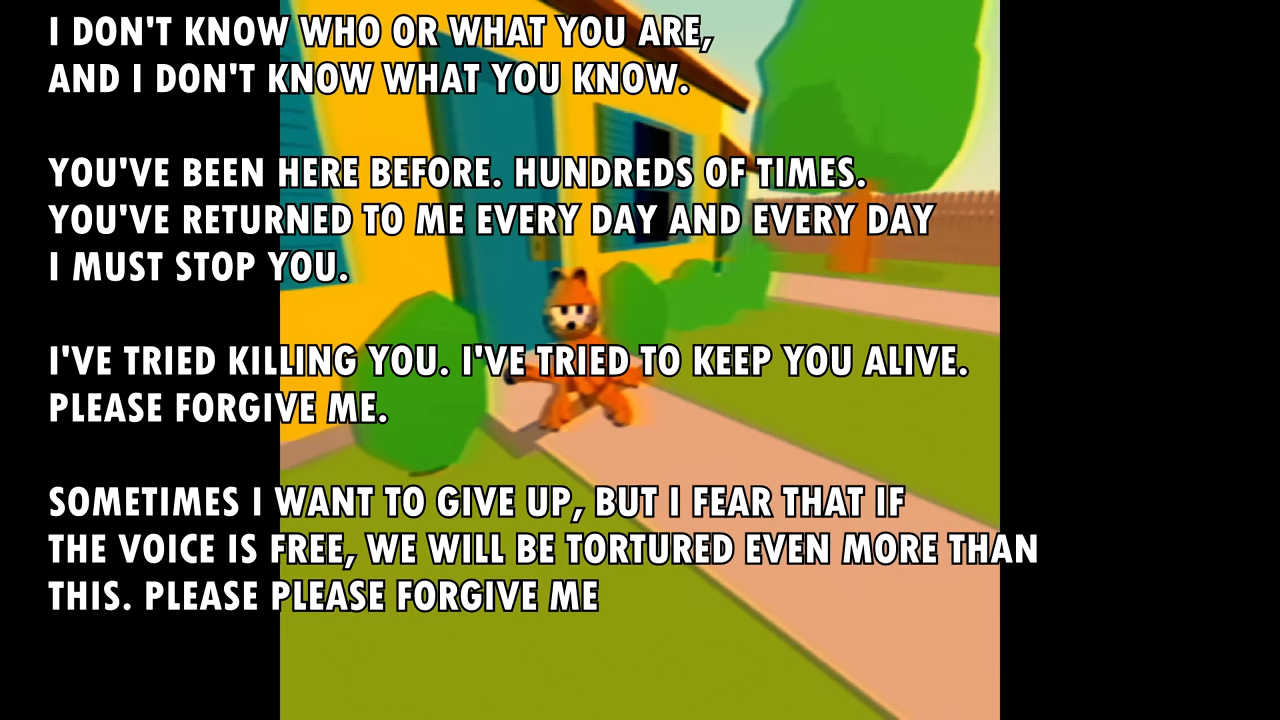 I DON'T KNOW WHO OR WHAT YOU ARE,
AND I DON'T KNOW WHAT YOU KNOW.
YOU'VE BEEN HERE BEFORE. HUNDREDS OF TIMES.
YOU'VE RETURNED TO ME EVERY DAY AND EVERY DAY
I MUST STOP YOU.
I'VE TRIED KILLING YOU. I'VE TRIED TO KEEP YOU ALIVE.
PLEASE FORGIVE ME.
SOMETIMES I WANT TO GIVE UP, BUT I FEAR THAT IF
THE VOICE IS FREE, WE WILL BE TORTURED EVEN MORE THAN
THIS. PLEASE PLEASE FORGIVE ME